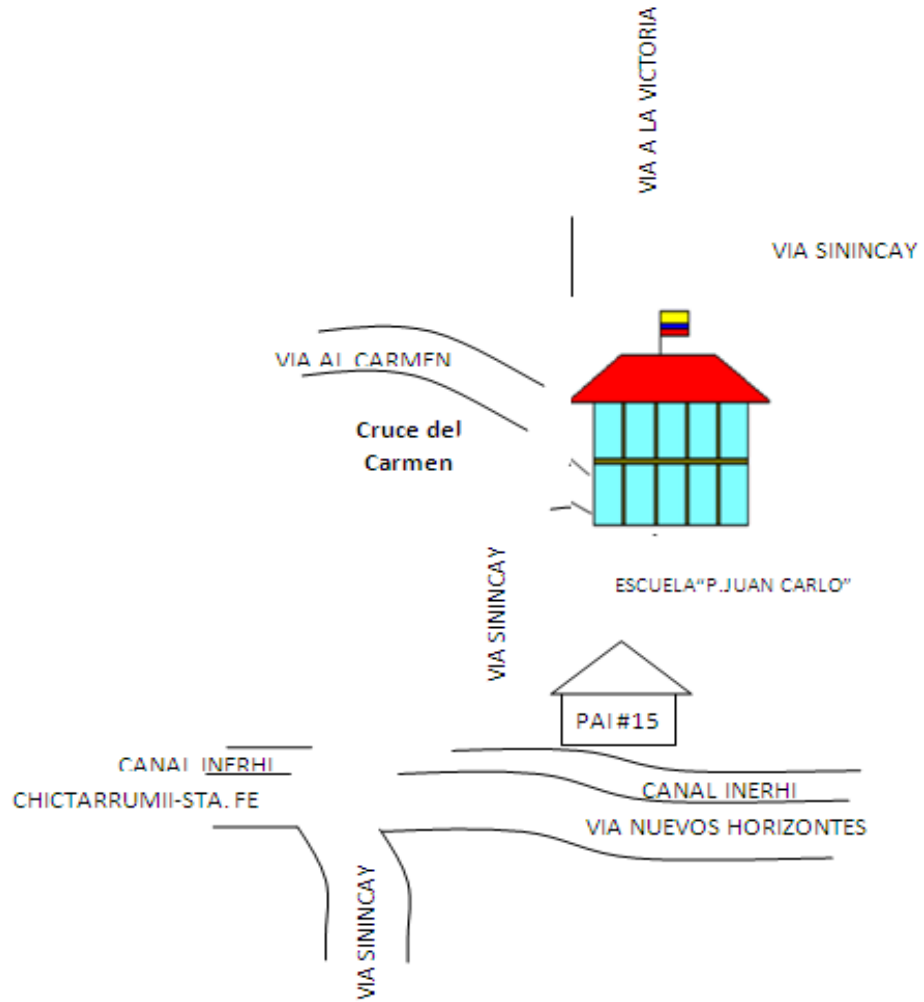 VIA A LA VICTORIA
VIA SININCAY
VIA AL CARMEN
Cruce del
Carmen
VIA SININCAY
ESCUELA"P.JUAN CARLO"
PAI #15
CANAL INERHI
CANAL INERHI
CHICTARRUMII-STA. FE
VIA NUEVOS HORIZONTES
VIA SININCAY